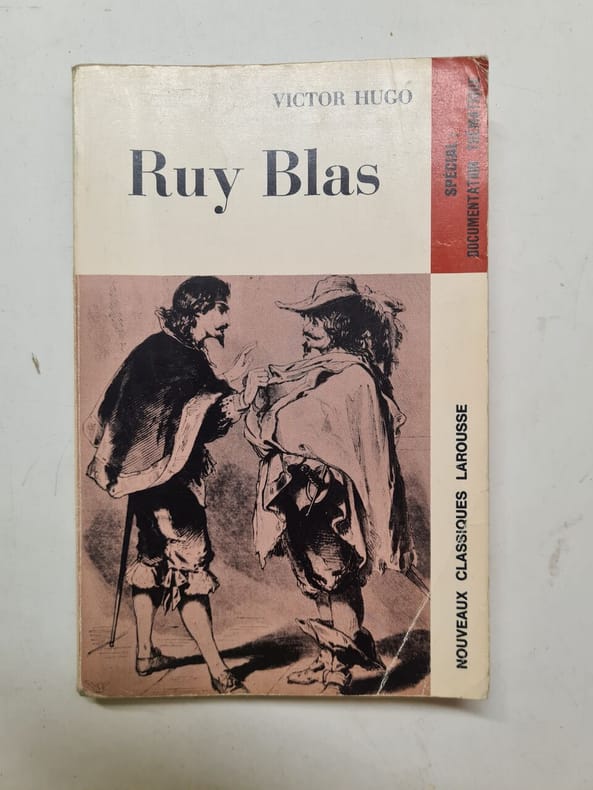 VICTOR HUGO
Ruy Blas
SPÉCIAL
DOCUMENTATION THÉMATIQUE
NOUVEAUX CLASSIQUES LAROUSSE